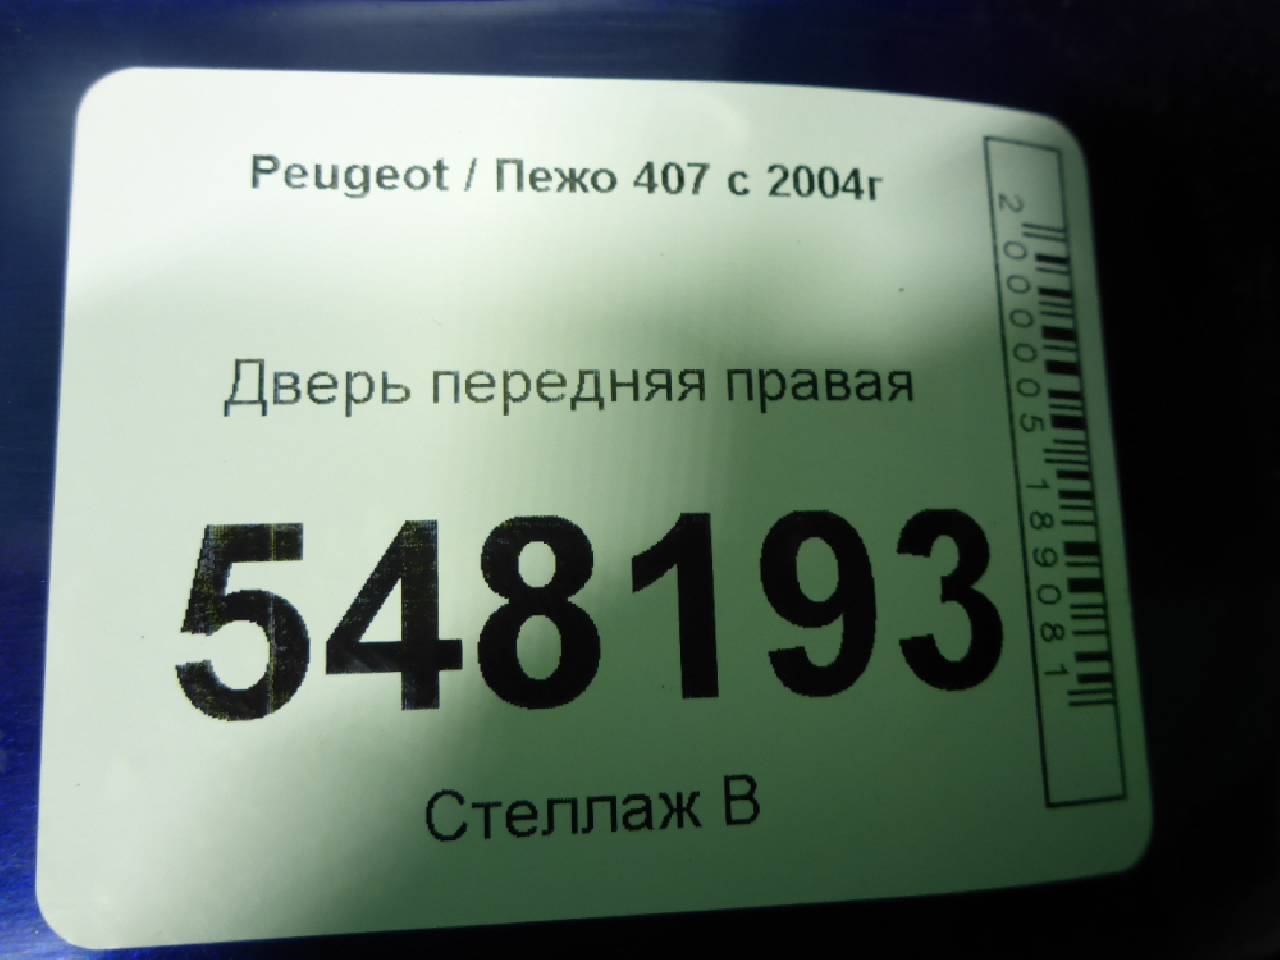 Peugeot / Пежо 407 с 2004г
Дверь передняя правая
548193
Стеллаж В
2000005189081